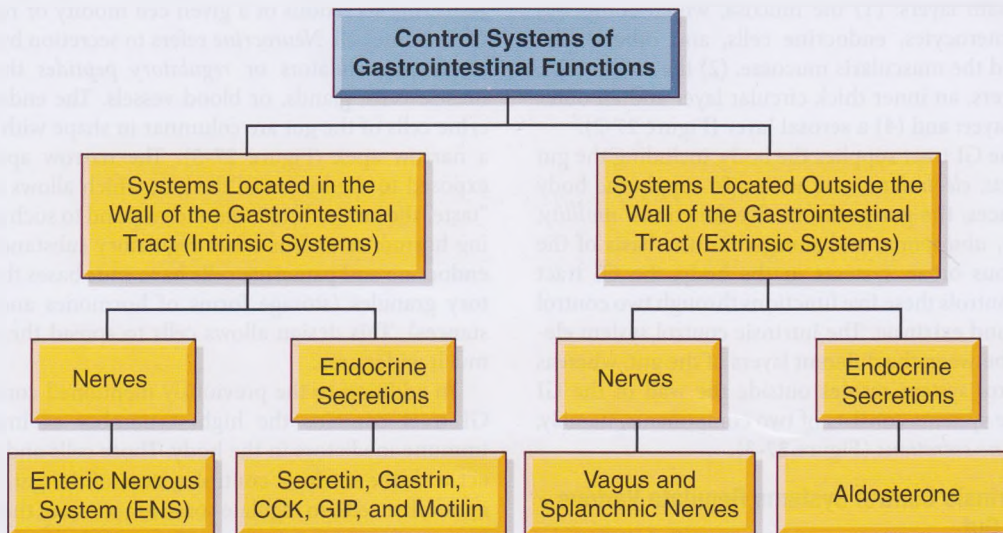 Control Systems of
Gastrointestinal Functions
Systems Located in the
Wall of the Gastrointestinal
Tract (Intrinsic Systems)
Systems Located Outside the
Wall of the Gastrointestinal
Tract (Extrinsic Systems)
Nerves
Endocrine
Secretions
Nerves
Endocrine
Secretions
Enteric Nervous
System (ENS)
Secretin, Gastrin,
CCK, GIP, and Motilin
Vagus and
Splanchnic Nerves
Aldosterone